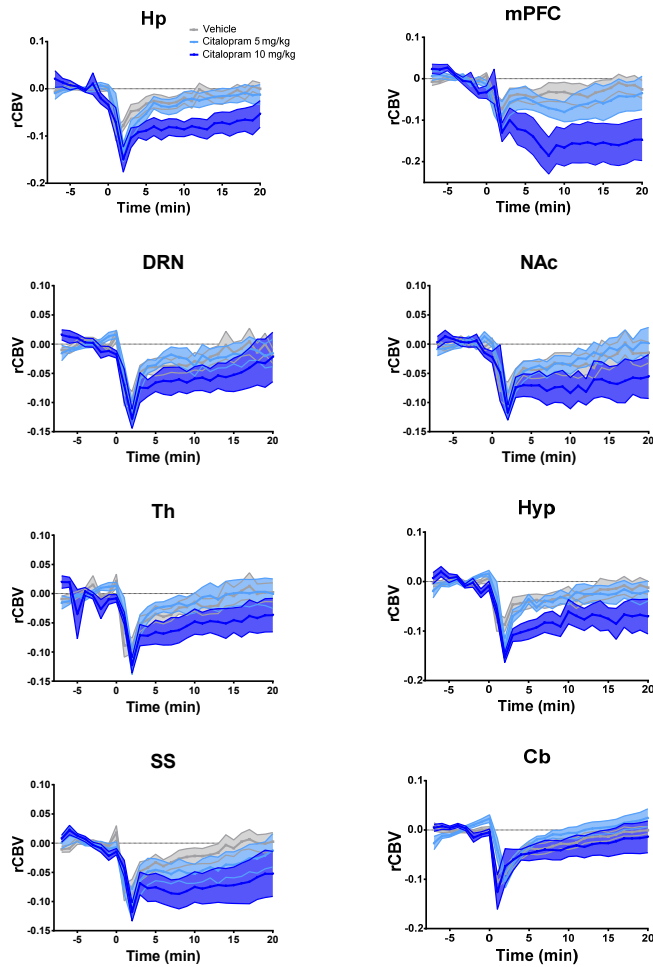 Hp
Vehicle
Citalopram 5 mg/kg
Citalopram 10 mg/kg
0.1
0.0
-0.1
-0.2
rCBV
-5 0 5 10 15 20
Time (min)
mPFC
0.1
0
-0.1
-0.2
rCBV
-5 0 5 10 15 20
Time (min)
DRN
0.10
0.05
0.00
-0.05
-0.10
-0.15
rCBV
-5 0 5 10 15 20
Time (min)
NAc
0.10
0.05
0.00
-0.05
-0.10
-0.15
rCBV
-5 0 5 10 15 20
Time (min)
Th
0.10
0.05
0.00
-0.05
-0.10
-0.15
rCBV
-5 0 5 10 15 20
Time (min)
Hyp
0.1
0.0
-0.1
-0.2
rCBV
-5 0 5 10 15 20
Time (min)
SS
0.10
0.05
0.00
-0.05
-0.10
-0.15
rCBV
-5 0 5 10 15 20
Time (min)
Cb
0.1
0.0
-0.1
-0.2
rCBV
-5 0 5 10 15 20
Time (min)